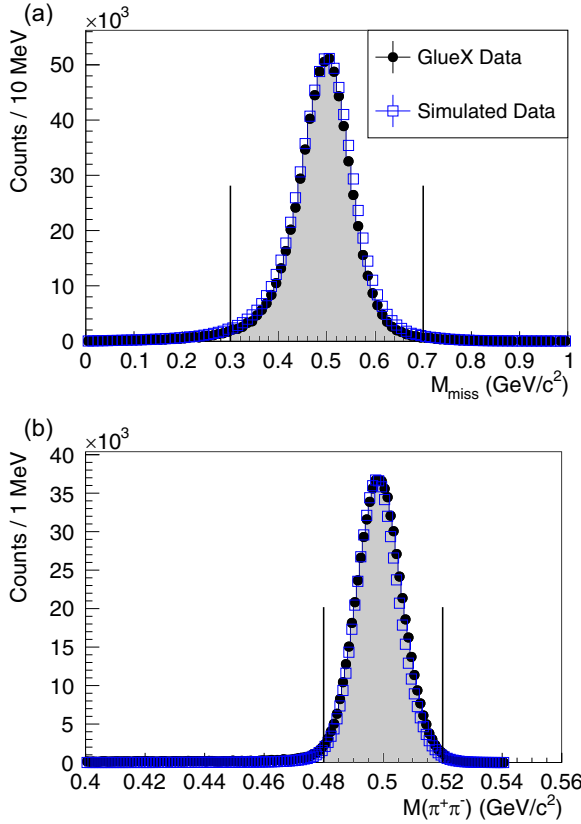 (a)
×10³
Counts / 10 MeV
GlueX Data
Simulated Data
50
40
30
20
10
0
0 0.1 0.2 0.3 0.4 0.5 0.6 0.7 0.8 0.9 1
M_miss (GeV/c²)
(b)
×10³
Counts / 1 MeV
40
35
30
25
20
15
10
5
0
0.4 0.42 0.44 0.46 0.48 0.5 0.52 0.54 0.56
M(π⁺π⁻) (GeV/c²)